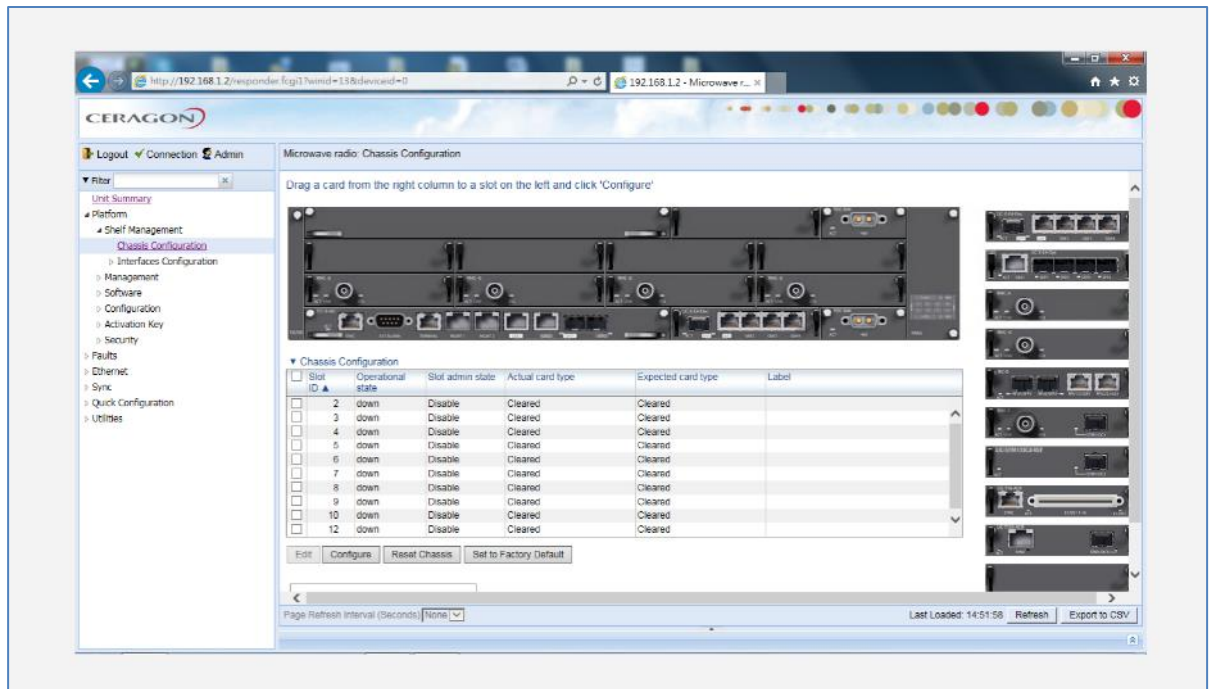 http://192.168.1.2/responder.fcgi1?winid=13&deviceid=0
192.168.1.2 - Microwave r...
CERAGON
Logout Connection Admin
Microwave radio: Chassis Configuration
Filter
Unit Summary
Platform
Shelf Management
Chassis Configuration
Interfaces Configuration
Management
Software
Configuration
Activation Key
Security
Faults
Ethernet
Sync
Quick Configuration
Utilities
Drag a card from the right column to a slot on the left and click 'Configure'
Chassis Configuration
Slot ID Operational state Slot admin state Actual card type Expected card type Label
2 down Disable Cleared Cleared
3 down Disable Cleared Cleared
4 down Disable Cleared Cleared
5 down Disable Cleared Cleared
6 down Disable Cleared Cleared
7 down Disable Cleared Cleared
8 down Disable Cleared Cleared
9 down Disable Cleared Cleared
10 down Disable Cleared Cleared
12 down Disable Cleared Cleared
Edit Configure Reset Chassis Set to Factory Default
Page Refresh Interval (Seconds) None
Last Loaded: 14:51:58 Refresh Export to CSV